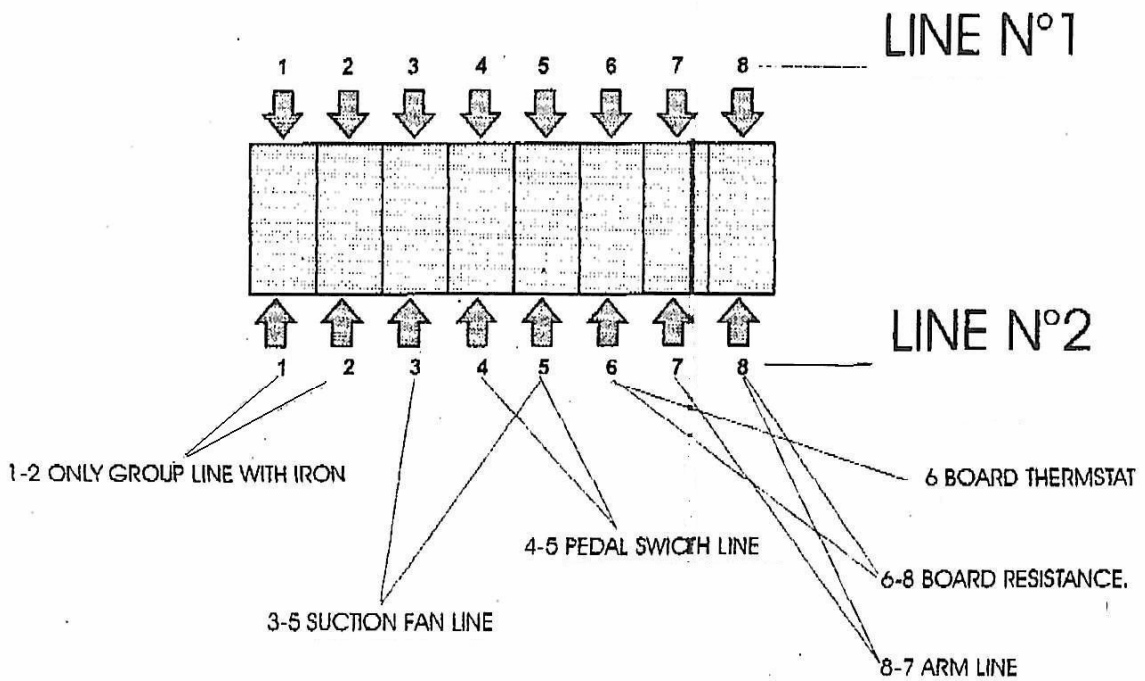 LINE N°1
1 2 3 4 5 6 7 8
LINE N°2
1 2 3 4 5 6 7 8
1-2 ONLY GROUP LINE WITH IRON
6 BOARD THERMSTAT
4-5 PEDAL SWICTH LINE
6-8 BOARD RESISTANCE.
3-5 SUCTION FAN LINE
8-7 ARM LINE